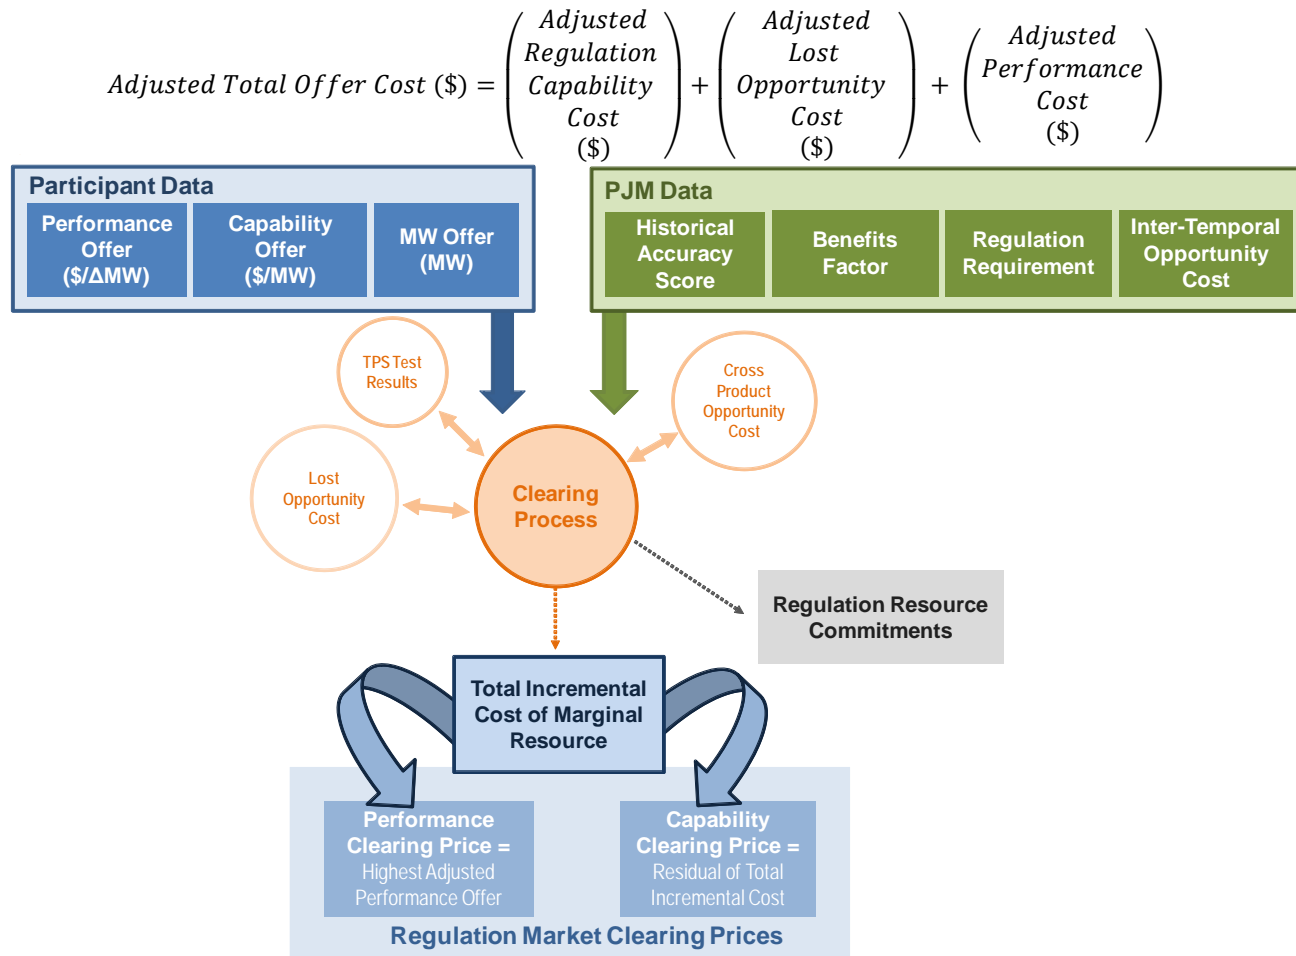 Adjusted Total Offer Cost ($) = (Adjusted Regulation Capability Cost ($)) + (Adjusted Lost Opportunity Cost ($)) + (Adjusted Performance Cost ($))
Participant Data
Performance
Offer
($/ΔMW)
Capability
Offer
($/MW)
MW Offer
(MW)
PJM Data
Historical
Accuracy
Score
Benefits
Factor
Regulation
Requirement
Inter-Temporal
Opportunity
Cost
TPS Test
Results
Cross
Product
Opportunity
Cost
Lost
Opportunity
Cost
Clearing
Process
Regulation Resource
Commitments
Total Incremental
Cost of Marginal
Resource
Performance
Clearing Price =
Highest Adjusted
Performance Offer
Capability
Clearing Price =
Residual of Total
Incremental Cost
Regulation Market Clearing Prices